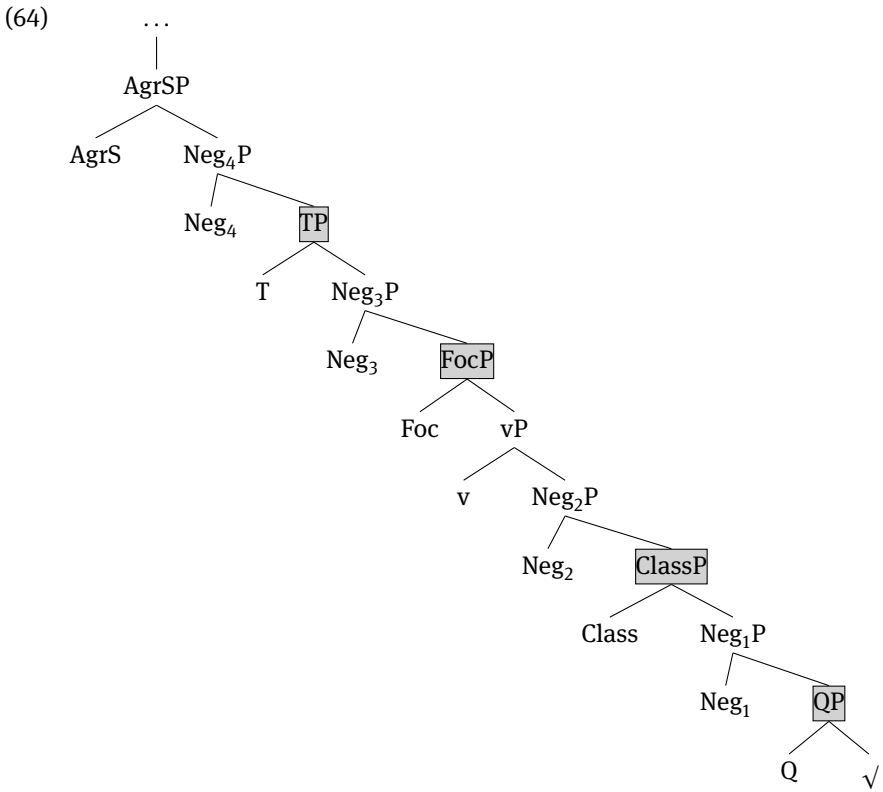 (64) ...
AgrSP
AgrS Neg₄P
Neg₄ TP
T Neg₃P
Neg₃ FocP
Foc vP
v Neg₂P
Neg₂ ClassP
Class Neg₁P
Neg₁ QP
Q √